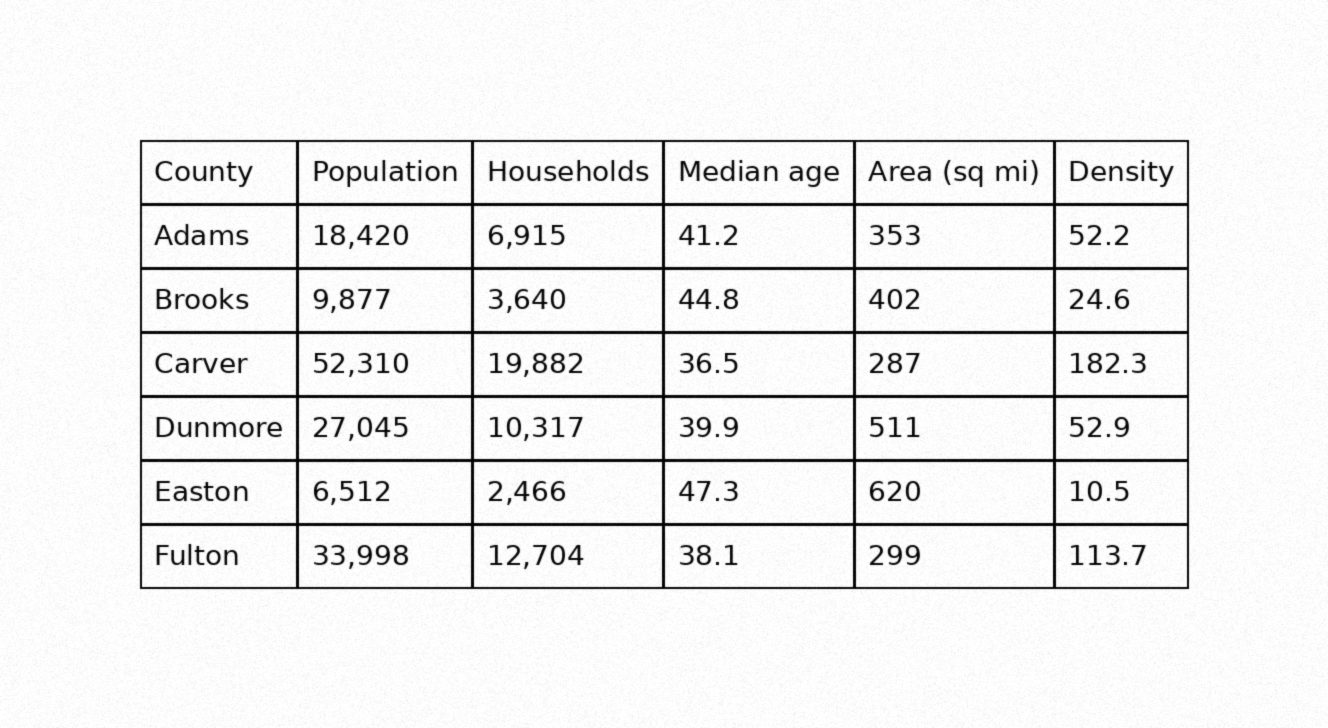 County Population Households Median age Area (sq mi) Density
Adams 18,420 6,915 41.2 353 52.2
Brooks 9,877 3,640 44.8 402 24.6
Carver 52,310 19,882 36.5 287 182.3
Dunmore 27,045 10,317 39.9 511 52.9
Easton 6,512 2,466 47.3 620 10.5
Fulton 33,998 12,704 38.1 299 113.7